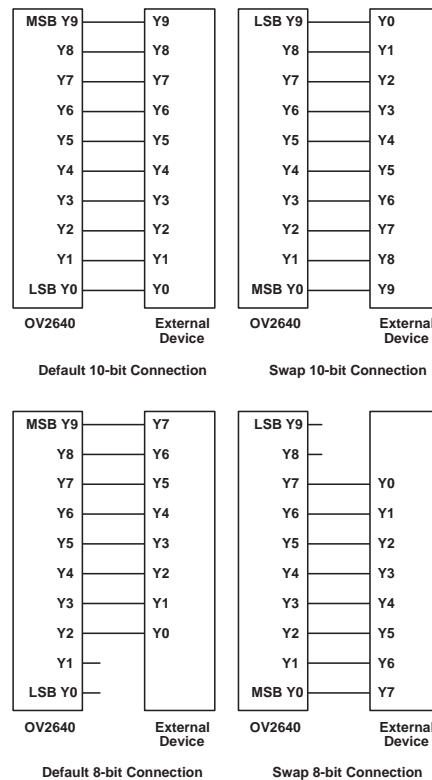 MSB Y9 Y9
Y8 Y8
Y7 Y7
Y6 Y6
Y5 Y5
Y4 Y4
Y3 Y3
Y2 Y2
Y1 Y1
LSB Y0 Y0
OV2640 External
Device
Default 10-bit Connection
LSB Y9 Y0
Y8 Y1
Y7 Y2
Y6 Y3
Y5 Y4
Y4 Y5
Y3 Y6
Y2 Y7
Y1 Y8
MSB Y0 Y9
OV2640 External
Device
Swap 10-bit Connection
MSB Y9 Y7
Y8 Y6
Y7 Y5
Y6 Y4
Y5 Y3
Y4 Y2
Y3 Y1
Y2 Y0
Y1
LSB Y0
OV2640 External
Device
Default 8-bit Connection
LSB Y9
Y8
Y7 Y0
Y6 Y1
Y5 Y2
Y4 Y3
Y3 Y4
Y2 Y5
Y1 Y6
MSB Y0 Y7
OV2640 External
Device
Swap 8-bit Connection